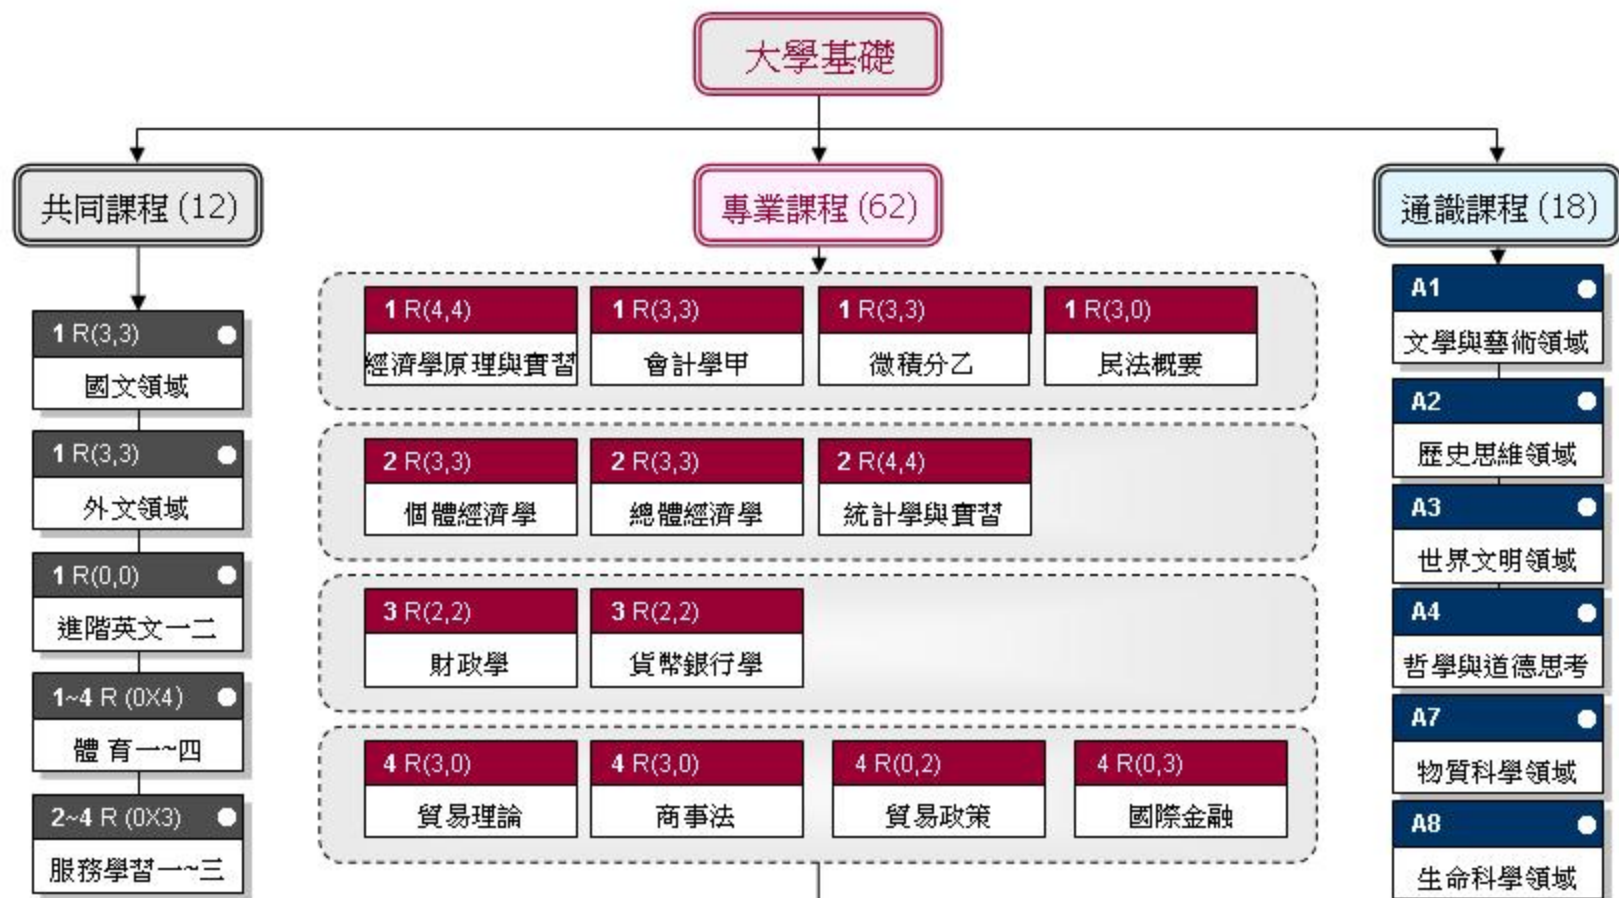 大學基礎
共同課程 (12)
1 R(3,3)
國文領域
1 R(3,3)
外文領域
1 R(0,0)
進階英文一二
1~4 R (0X4)
體 育一~四
2~4 R (0X3)
服務學習一~三
專業課程 (62)
1 R(4,4)
經濟學原理與實習
1 R(3,3)
會計學甲
1 R(3,3)
微積分乙
1 R(3,0)
民法概要
2 R(3,3)
個體經濟學
2 R(3,3)
總體經濟學
2 R(4,4)
統計學與實習
3 R(2,2)
財政學
3 R(2,2)
貨幣銀行學
4 R(3,0)
貿易理論
4 R(3,0)
商事法
4 R(0,2)
貿易政策
4 R(0,3)
國際金融
通識課程 (18)
A1
文學與藝術領域
A2
歷史思維領域
A3
世界文明領域
A4
哲學與道德思考
A7
物質科學領域
A8
生命科學領域